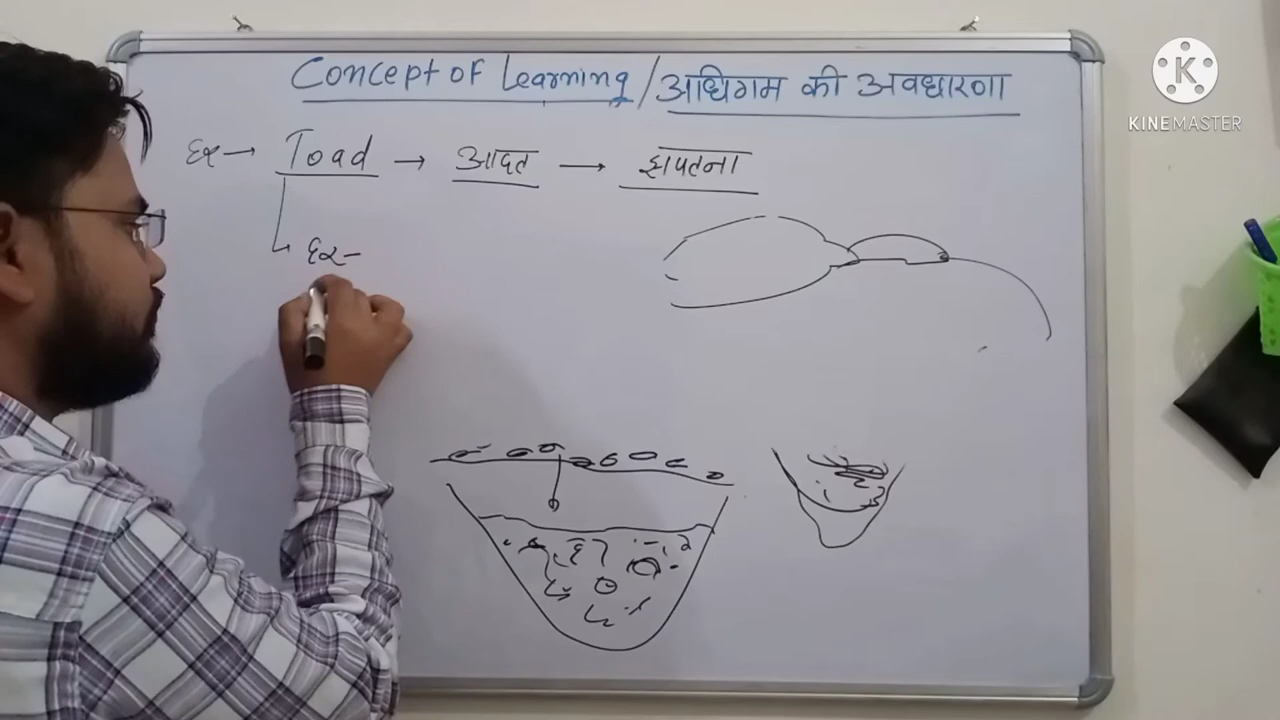 Concept of Learning / अधिगम की अवधारणा
Toad → आदत → झपटना
KINEMASTER